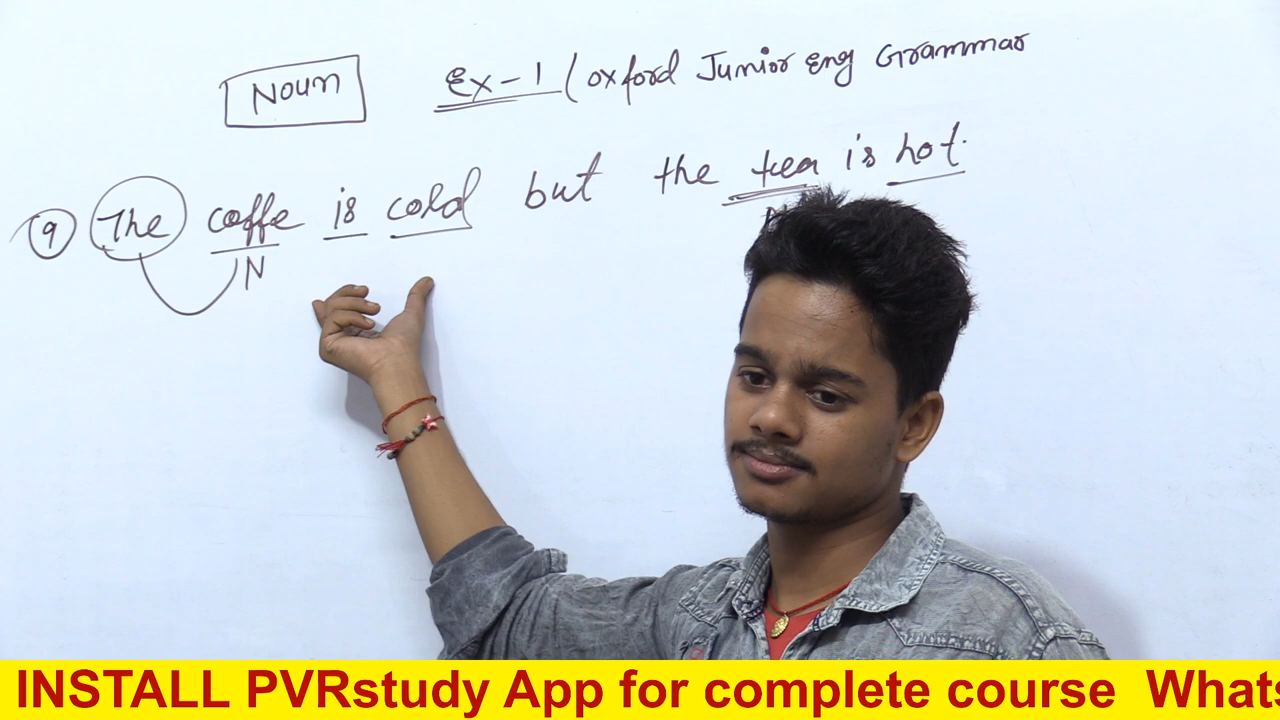 Noun Ex-1 (Oxford Junior Eng Grammar
9 The coffe is cold but the tea is hot.
N
INSTALL PVRstudy App for complete course Whats